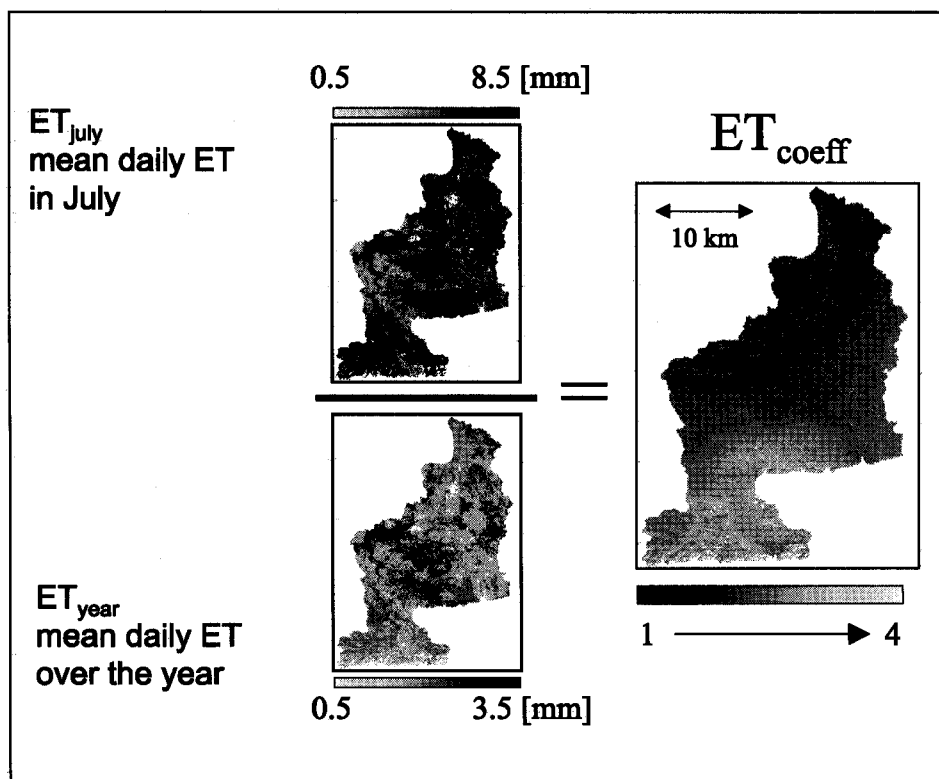 0.5 8.5 [mm]
ET_july
mean daily ET
in July
ET_coeff
10 km
=
ET_year
mean daily ET
over the year
0.5 3.5 [mm]
1 4